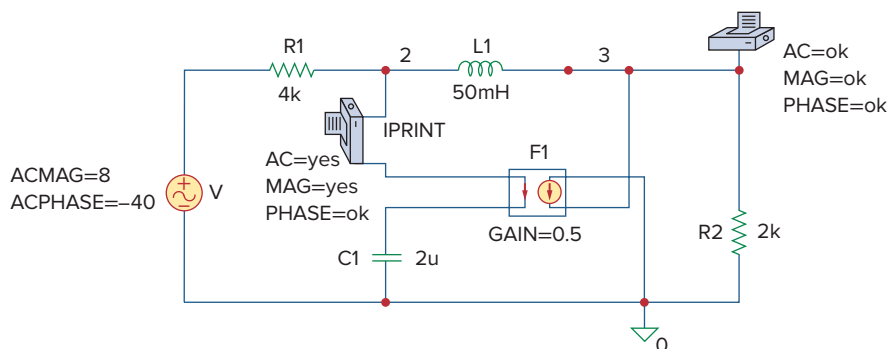 R1
4k
2
L1
50mH
3
AC=ok
MAG=ok
PHASE=ok
IPRINT
AC=yes
MAG=yes
PHASE=ok
F1
GAIN=0.5
ACMAG=8
ACPHASE=−40
V
C1
2u
R2
2k
0